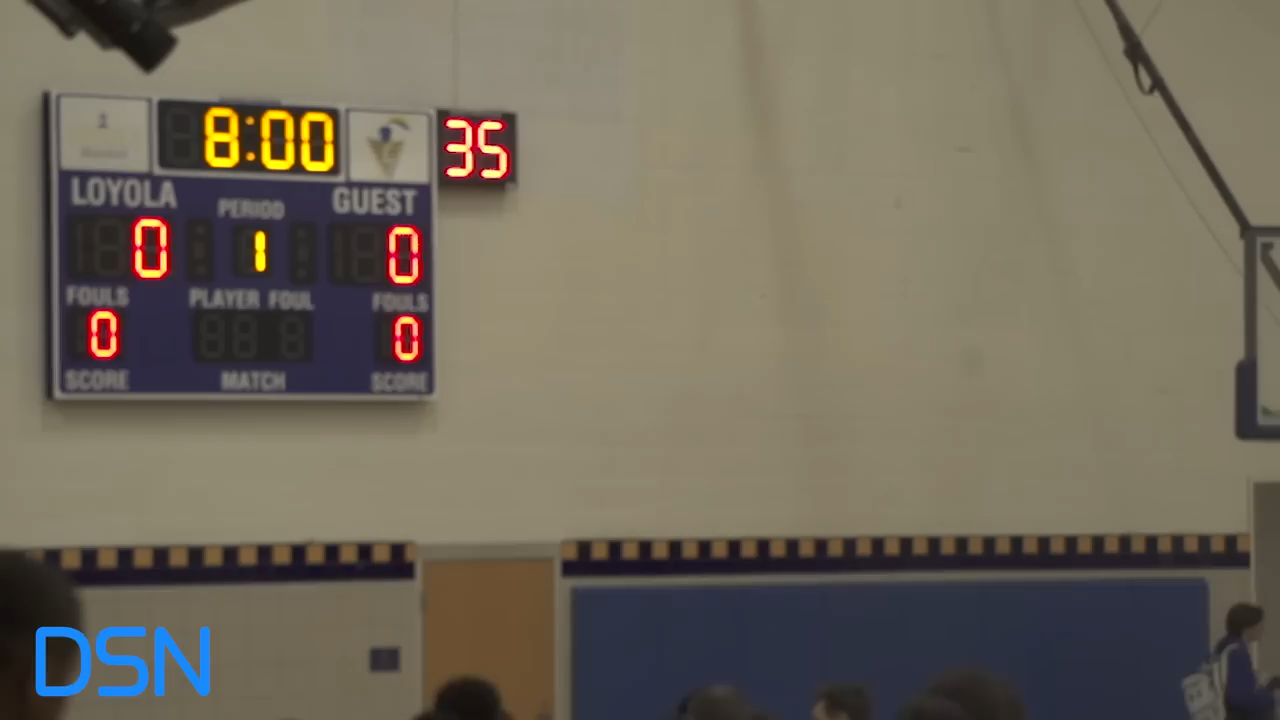 8:00
35
LOYOLA
PERIOD
GUEST
0
1
0
FOULS
PLAYER FOUL
FOULS
0
0
SCORE
MATCH
SCORE
DSN